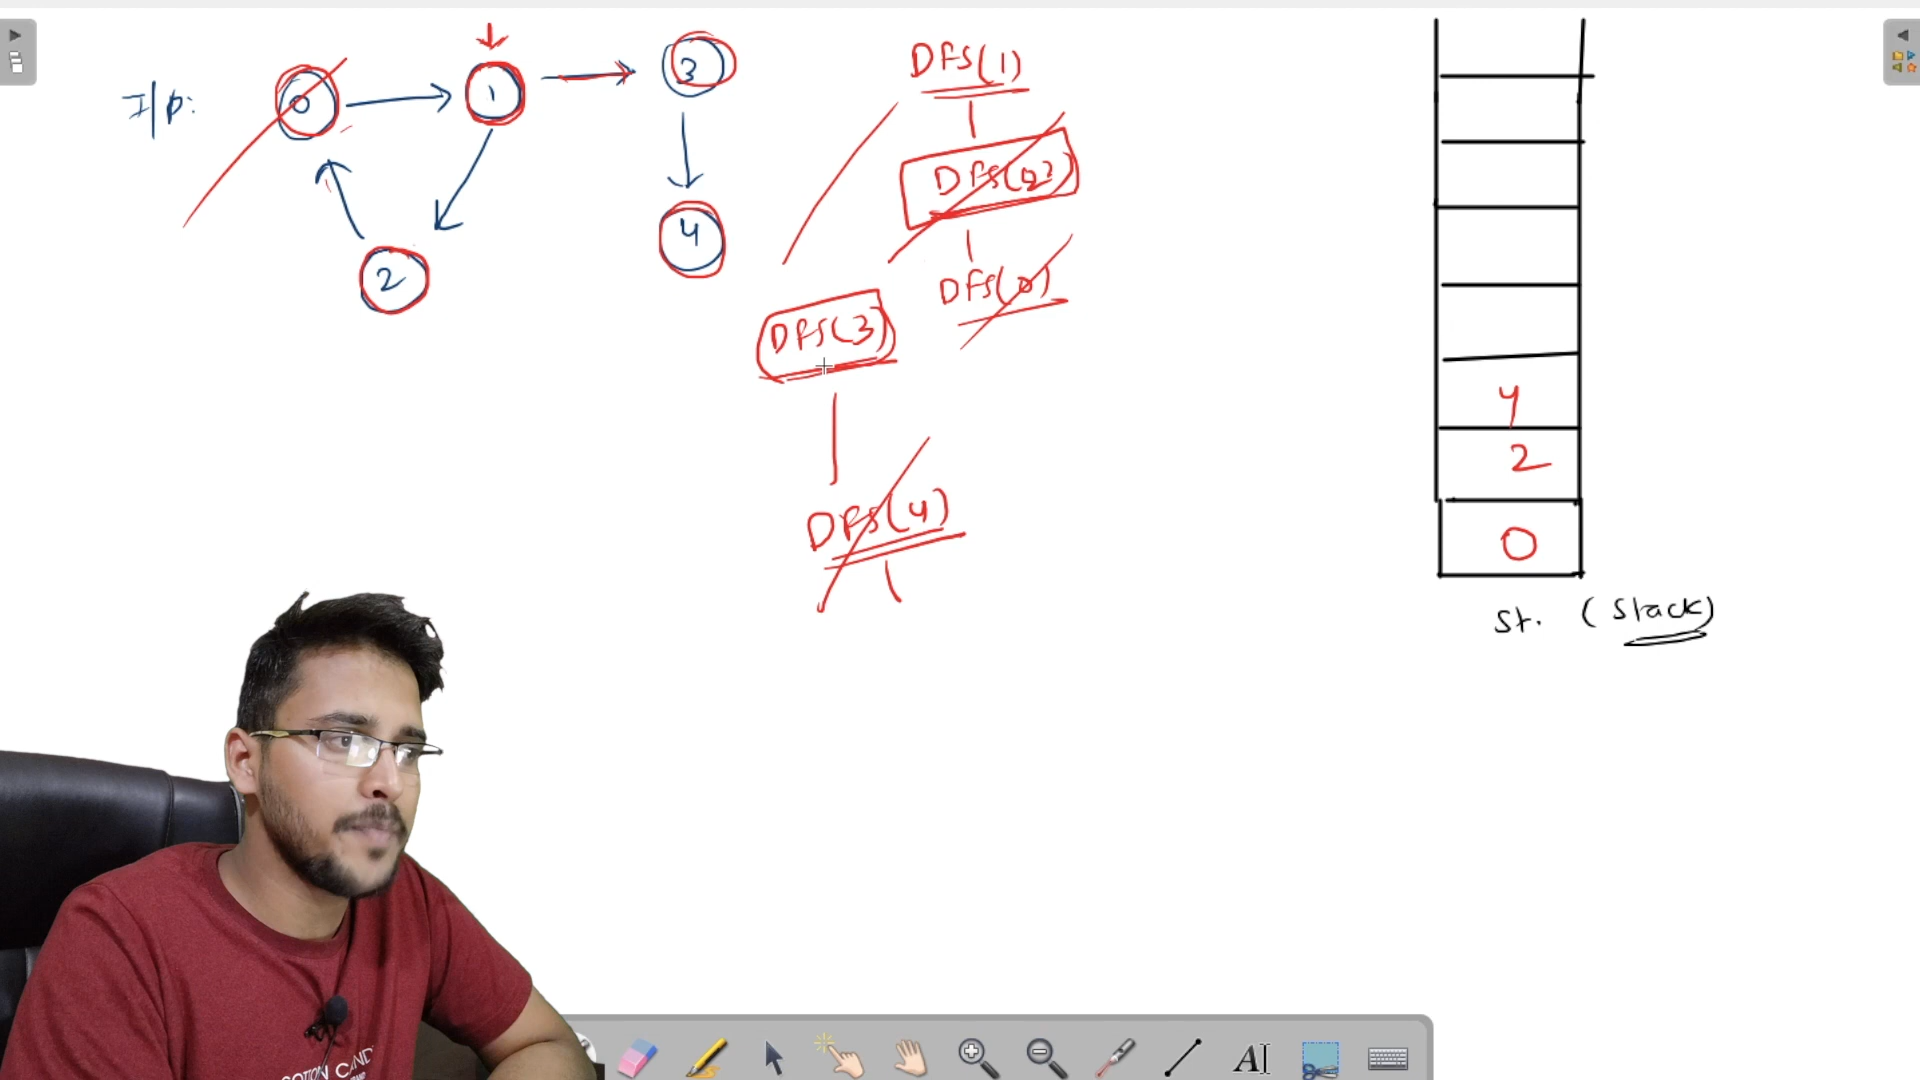 I/p:
0
1
3
2
4
DFS(1)
DFS(2)
DFS(0)
DFS(3)
DFS(4)
4
2
0
St. (Stack)
AI